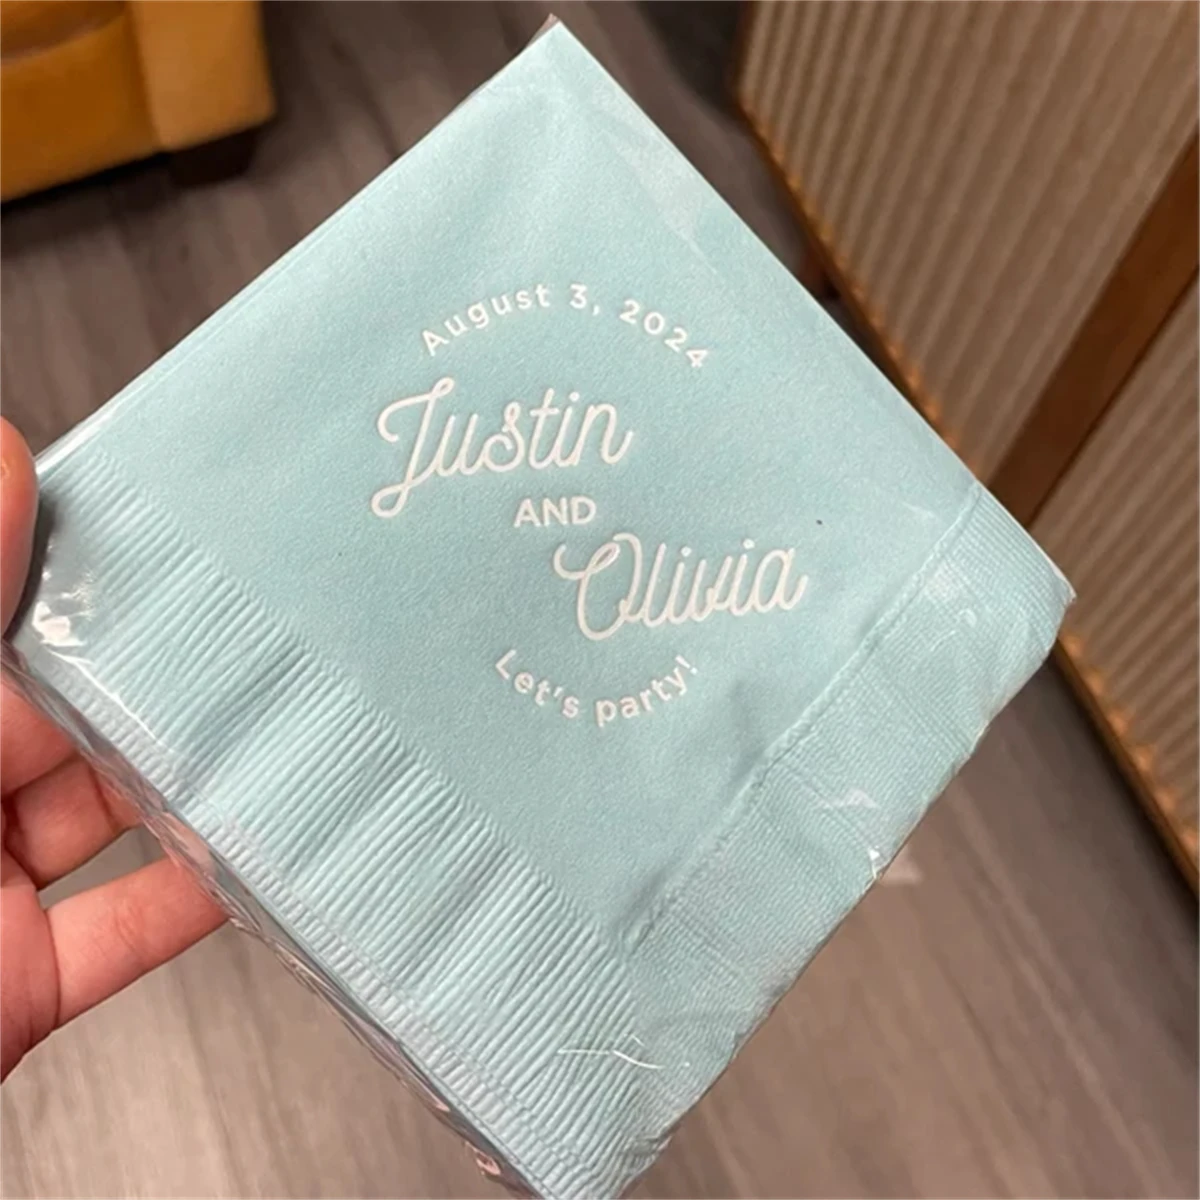 August 3, 2024
Justin
AND
Olivia
Let's party!